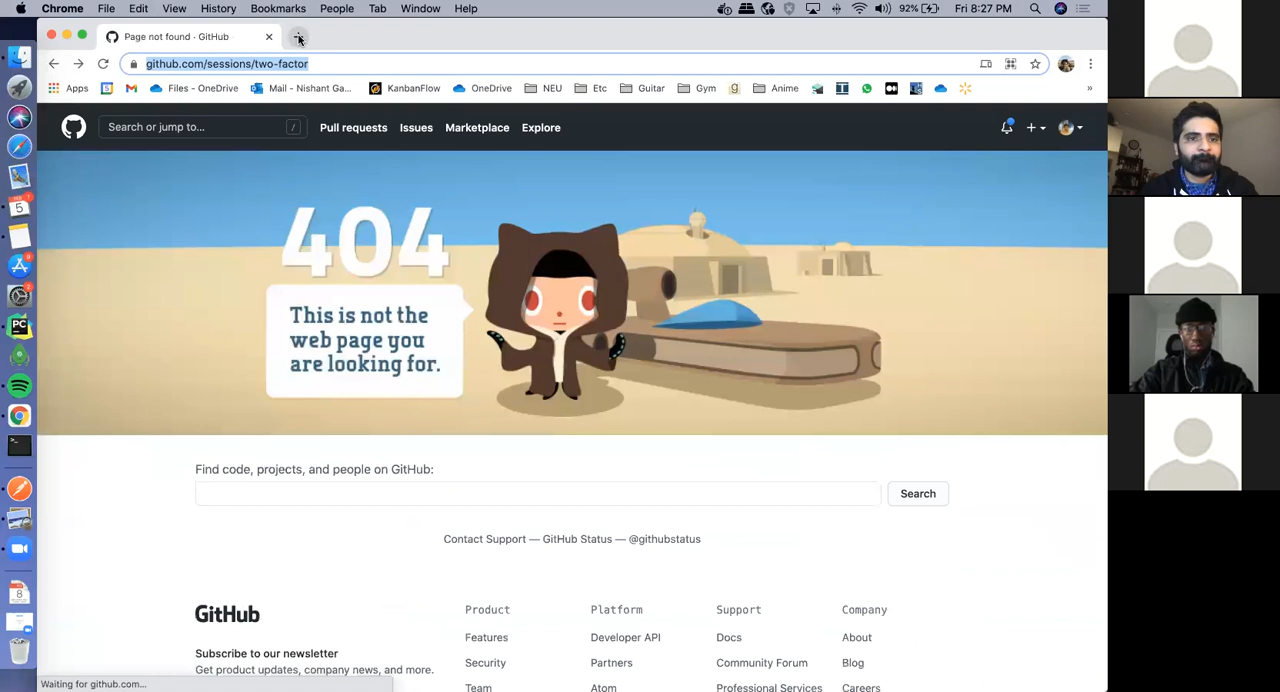 Chrome File Edit View History Bookmarks People Tab Window Help 92% Fri 8:27 PM
Page not found · GitHub
github.com/sessions/two-factor
Apps Files - OneDrive Mail - Nishant Ga... KanbanFlow OneDrive NEU Etc Guitar Gym Anime »
Search or jump to... / Pull requests Issues Marketplace Explore
404
This is not the
web page you
are looking for.
Find code, projects, and people on GitHub:
Search
Contact Support — GitHub Status — @githubstatus
GitHub
Product Platform Support Company
Features Developer API Docs About
Subscribe to our newsletter
Security Partners Community Forum Blog
Get product updates, company news, and more.
Team Atom Professional Services Careers
Waiting for github.com...
5
PC
8